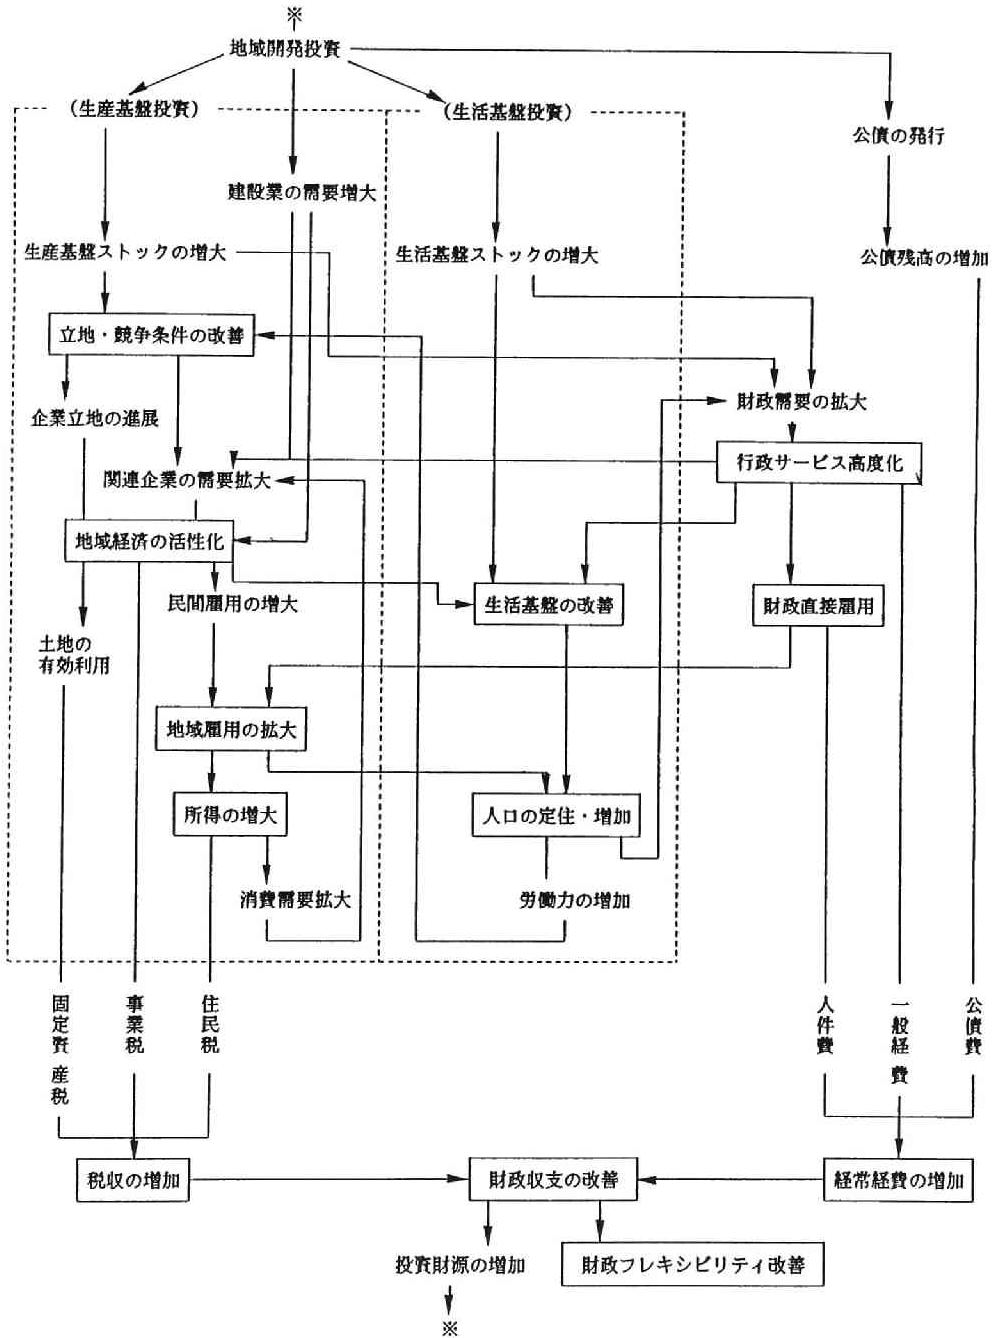 ※
地域開発投資
(生産基盤投資)
(生活基盤投資)
公債の発行
建設業の需要増大
生産基盤ストックの増大
生活基盤ストックの増大
公債残高の増加
立地・競争条件の改善
企業立地の進展
財政需要の拡大
関連企業の需要拡大
行政サービス高度化
地域経済の活性化
民間雇用の増大
生活基盤の改善
財政直接雇用
土地の
有効利用
地域雇用の拡大
所得の増大
人口の定住・増加
消費需要拡大
労働力の増加
固定資産税
事業税
住民税
人件費
一般経費
公債費
税収の増加
財政収支の改善
経常経費の増加
投資財源の増加
財政フレキシビリティ改善
※